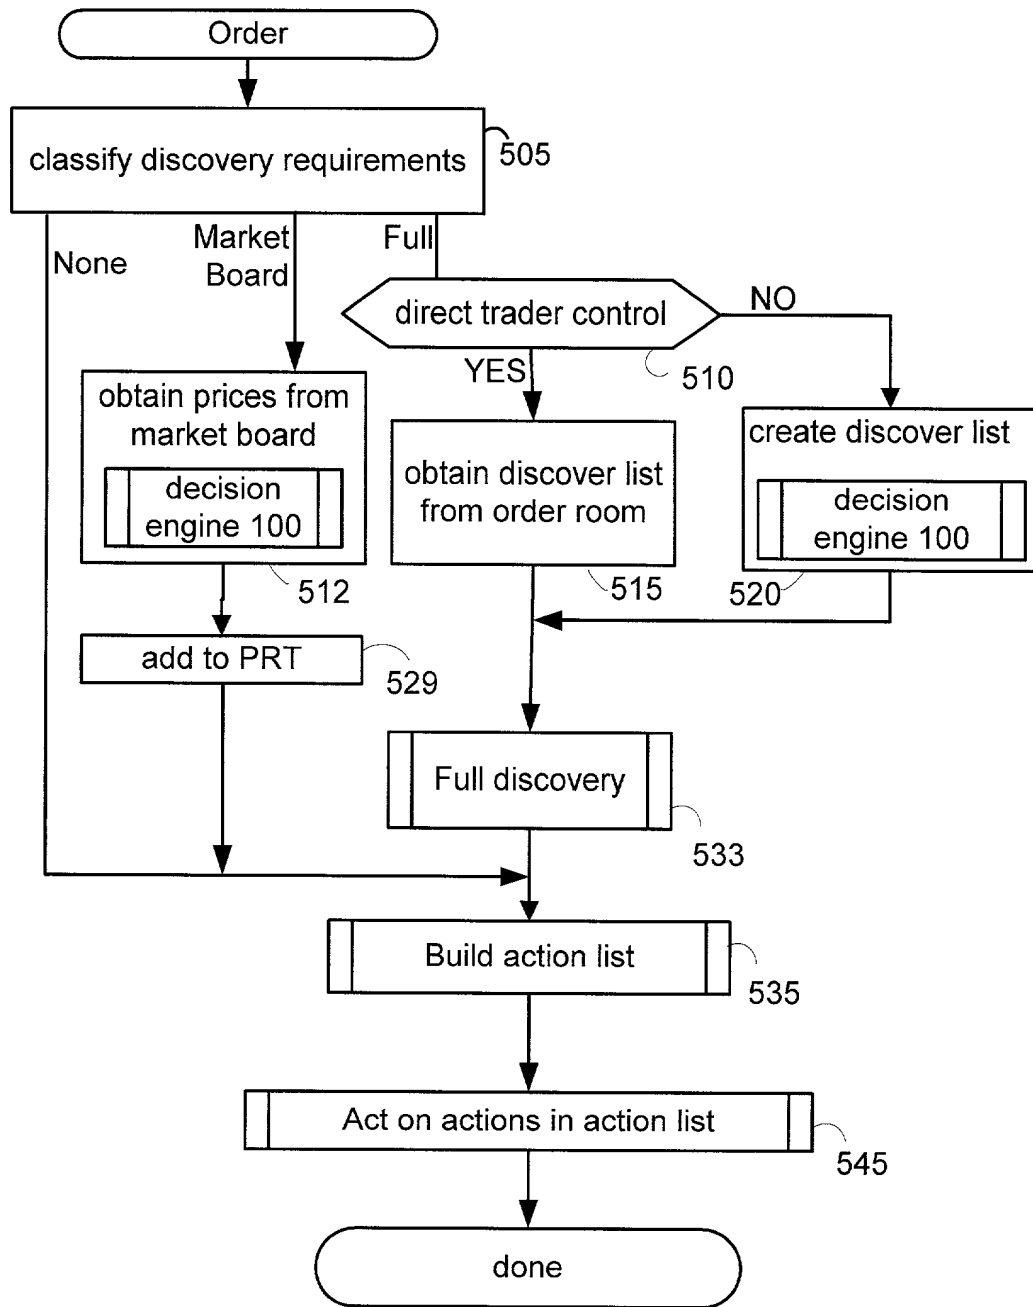 Order
classify discovery requirements
505
None
Market
Board
Full
direct trader control
NO
YES
510
obtain prices from
market board
decision
engine 100
512
obtain discover list
from order room
515
create discover list
decision
engine 100
520
add to PRT
529
Full discovery
533
Build action list
535
Act on actions in action list
545
done